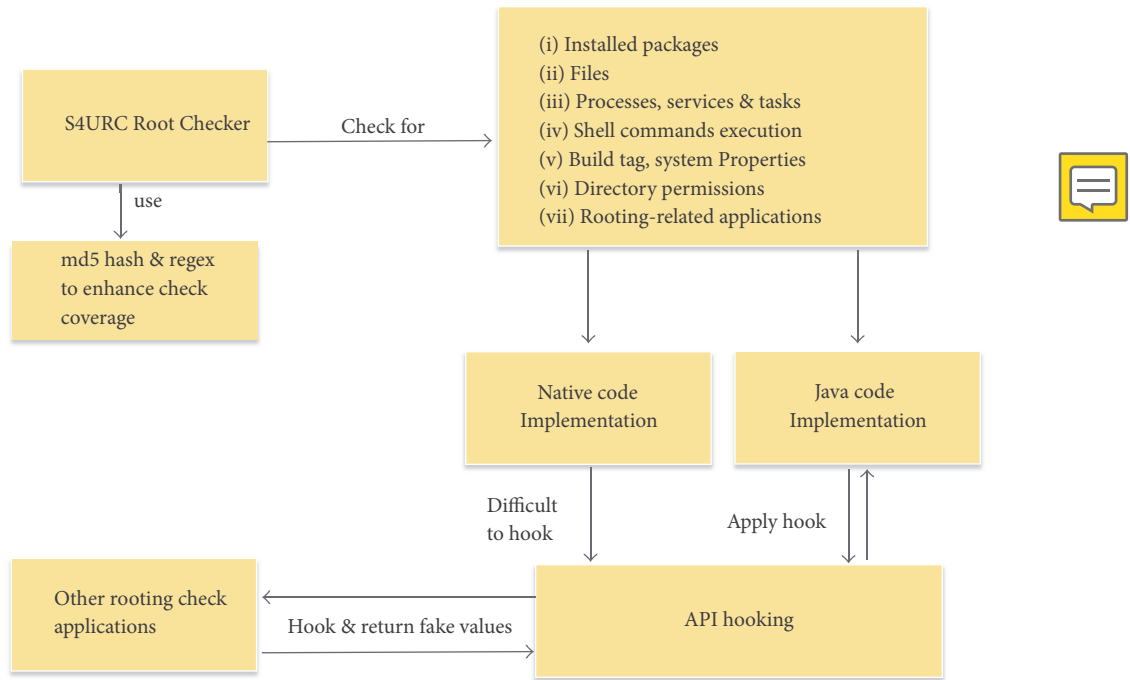 S4URC Root Checker
Check for
(i) Installed packages
(ii) Files
(iii) Processes, services & tasks
(iv) Shell commands execution
(v) Build tag, system Properties
(vi) Directory permissions
(vii) Rooting-related applications
use
md5 hash & regex
to enhance check
coverage
Native code
Implementation
Java code
Implementation
Difficult
to hook
Apply hook
Other rooting check
applications
Hook & return fake values
API hooking